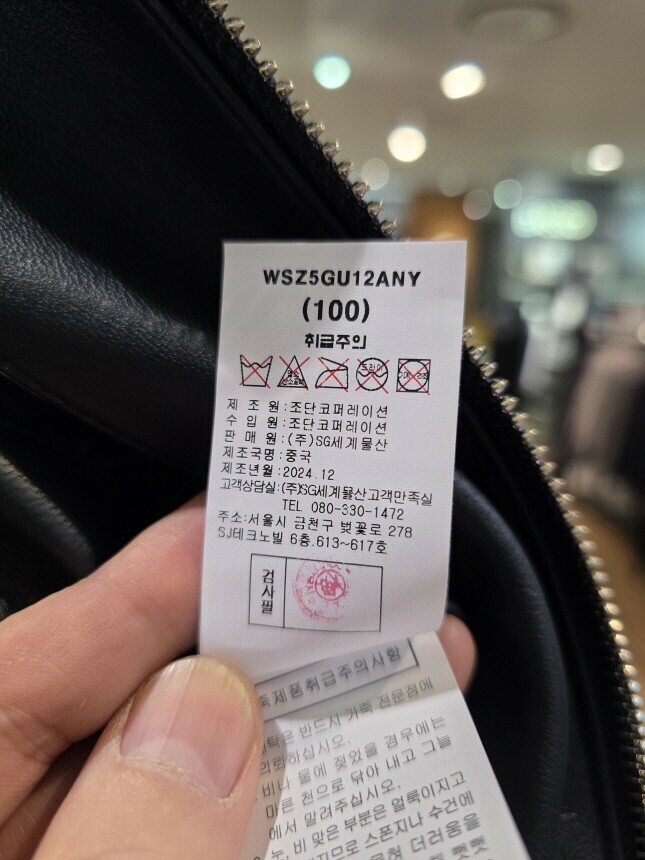 WSZ5GU12ANY
(100)
취급주의
제 조 원 : 조단코퍼레이션
수 입 원 : 조단코퍼레이션
판 매 원 : (주)SG세계물산
제조국명 : 중국
제조년월 : 2024.12
고객상담실:(주)SG세계물산고객만족실
TEL 080-330-1472
주소:서울시 금천구 벚꽃로 278
SJ테크노빌 6층.613~617호
검사필
제품취급주의사항
반드시 가죽 전문점에
의뢰하십시오.
비나 물에 젖었을 경우에는
마른 천으로 닦아 내고 그늘
에서 말려주십시오.
눈, 비 맞은 부분은 얼룩이지고
스폰지나 수건에
더러움을